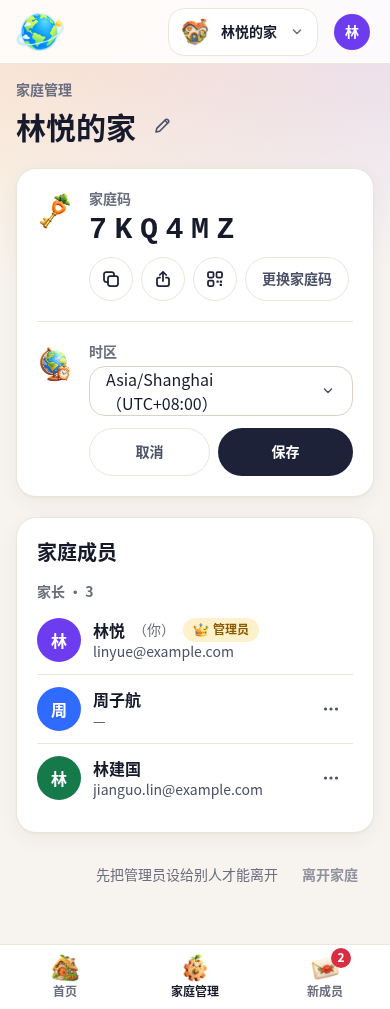 林悦的家
林
家庭管理
林悦的家
家庭码
7KQ4MZ
更换家庭码
时区
Asia/Shanghai
（UTC+08:00）
取消
保存
家庭成员
家长 · 3
林
林悦 （你） 管理员
linyue@example.com
周
周子航
—
林
林建国
jianguo.lin@example.com
先把管理员设给别人才能离开 离开家庭
2
首页 家庭管理 新成员